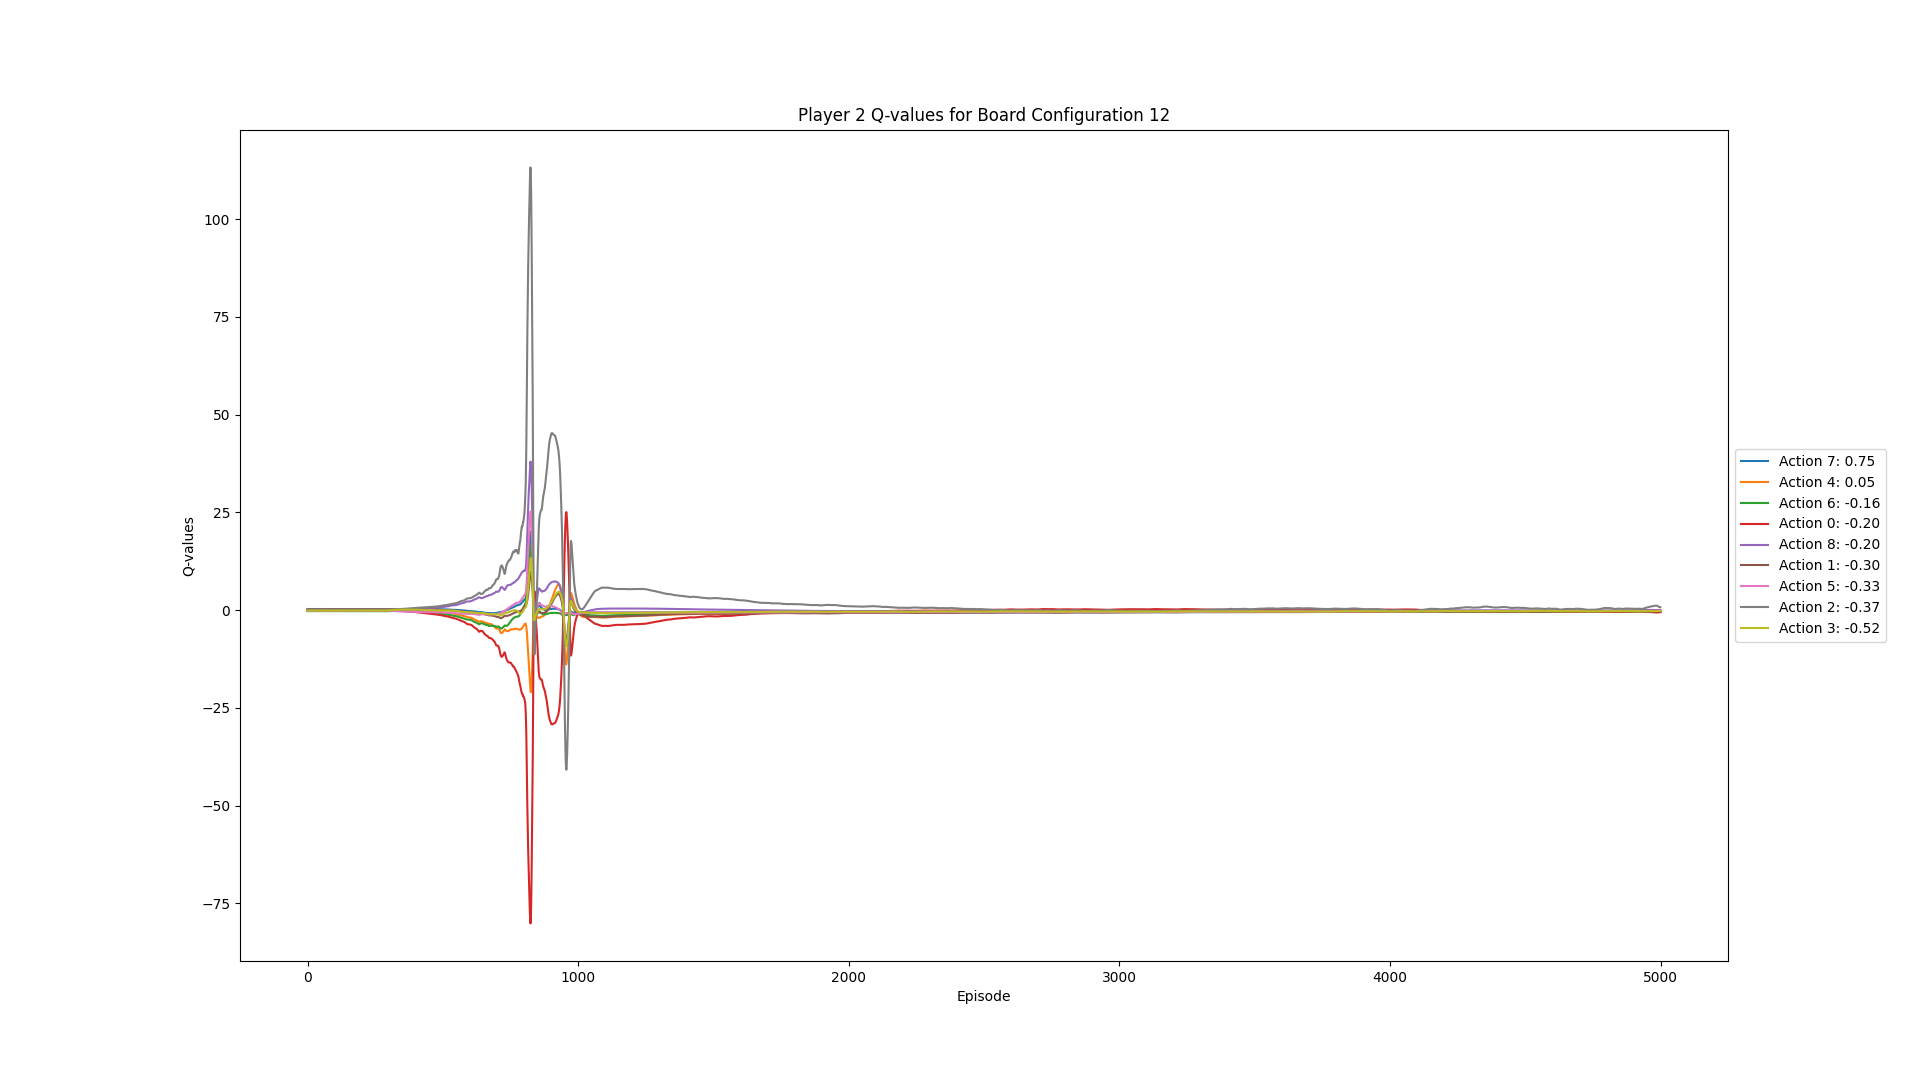 Player 2 Q-values for Board Configuration 12
Q-values
100
75
50
25
0
−25
−50
−75
0
1000
2000
3000
4000
5000
Episode
Action 7: 0.75
Action 4: 0.05
Action 6: -0.16
Action 0: -0.20
Action 8: -0.20
Action 1: -0.30
Action 5: -0.33
Action 2: -0.37
Action 3: -0.52